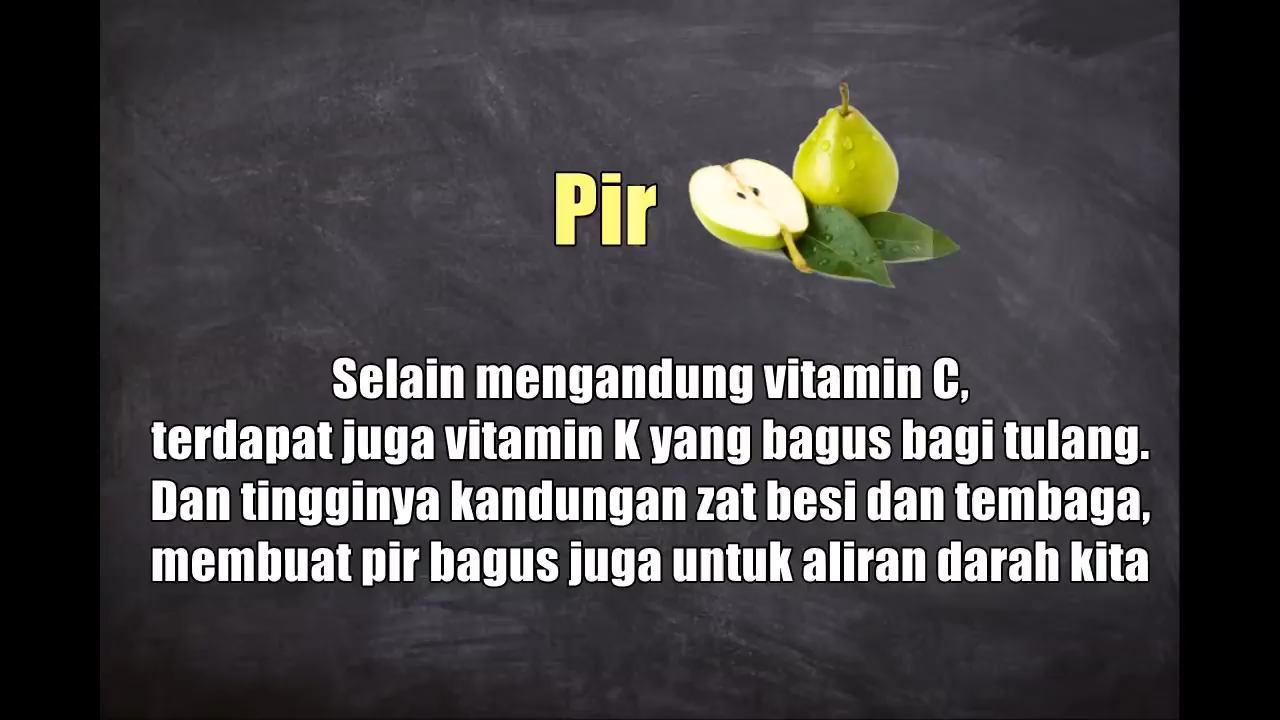 Pir
Selain mengandung vitamin C,
terdapat juga vitamin K yang bagus bagi tulang.
Dan tingginya kandungan zat besi dan tembaga,
membuat pir bagus juga untuk aliran darah kita